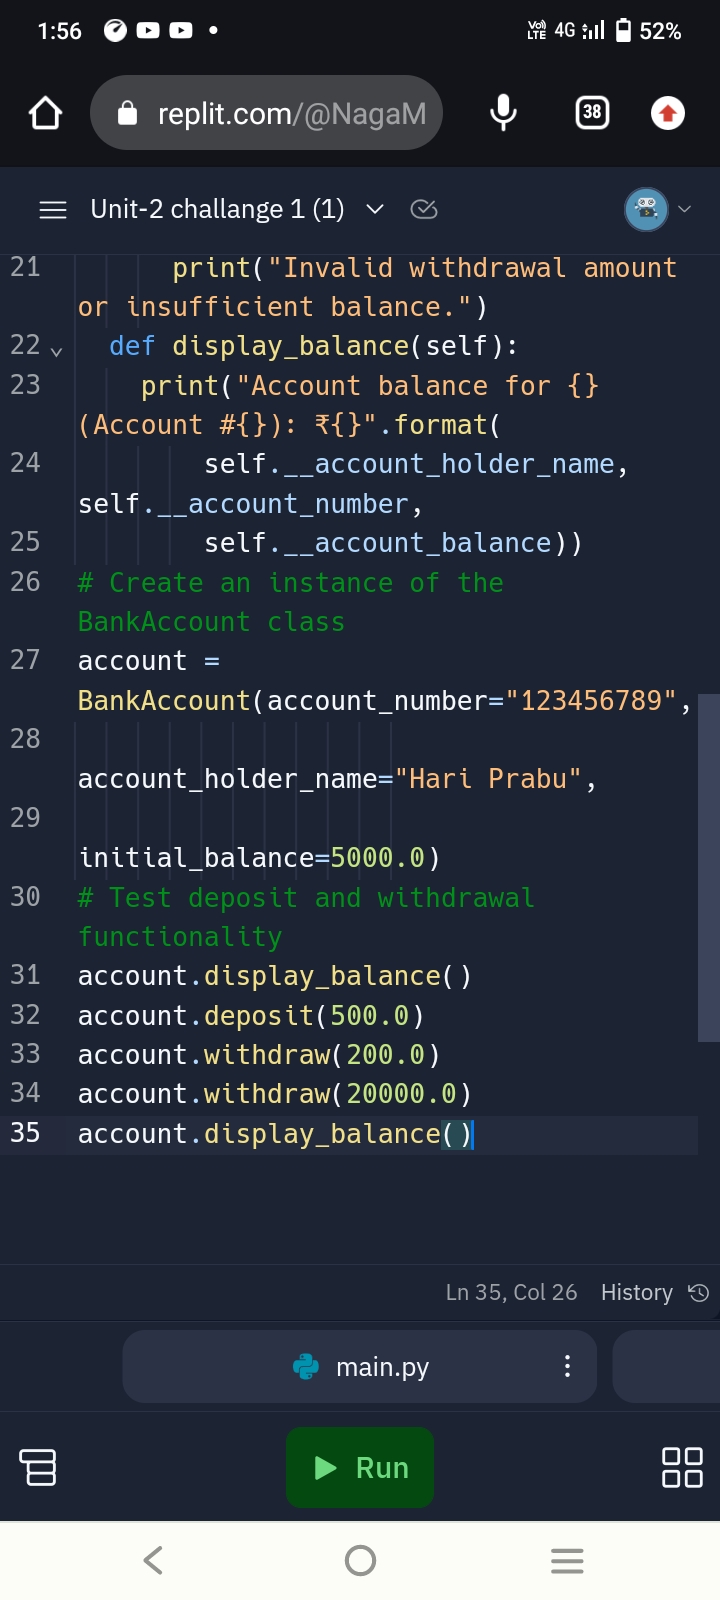 1:56 Vo) LTE 4G 52%
replit.com/@NagaM 38
Unit-2 challange 1 (1)
21 print("Invalid withdrawal amount
or insufficient balance.")
22 def display_balance(self):
23 print("Account balance for {}
(Account #{}): ₹{}".format(
24 self.__account_holder_name,
self.__account_number,
25 self.__account_balance))
26 # Create an instance of the
BankAccount class
27 account =
BankAccount(account_number="123456789",
28
account_holder_name="Hari Prabu",
29
initial_balance=5000.0)
30 # Test deposit and withdrawal
functionality
31 account.display_balance()
32 account.deposit(500.0)
33 account.withdraw(200.0)
34 account.withdraw(20000.0)
35 account.display_balance()
Ln 35, Col 26 History
main.py
Run